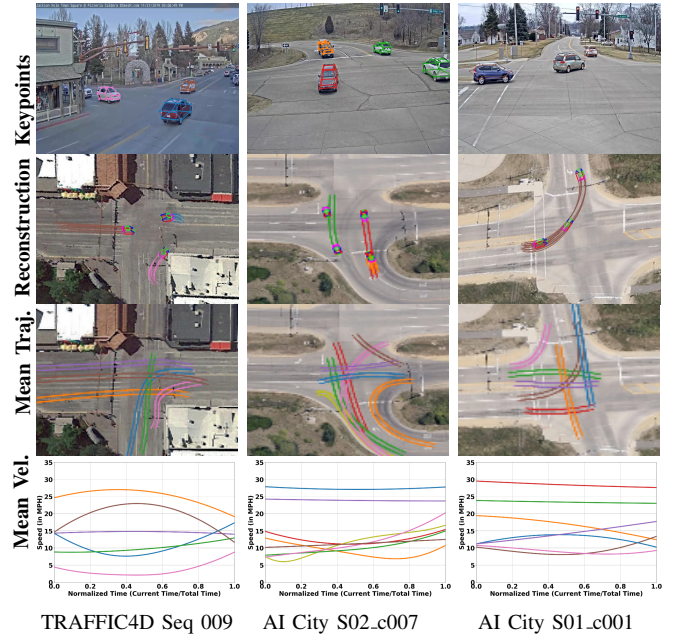 Keypoints
Reconstruction
Mean Traj.
Mean Vel.
Speed (in MPH)
35
30
25
20
15
10
5
0
0.0 0.2 0.4 0.6 0.8 1.0
Normalized Time (Current Time/Total Time)
Speed (in MPH)
35
30
25
20
15
10
5
0
0.0 0.2 0.4 0.6 0.8 1.0
Normalized Time (Current Time/Total Time)
Speed (in MPH)
35
30
25
20
15
10
5
0
0.0 0.2 0.4 0.6 0.8 1.0
Normalized Time (Current Time/Total Time)
TRAFFIC4D Seq 009 AI City S02_c007 AI City S01_c001